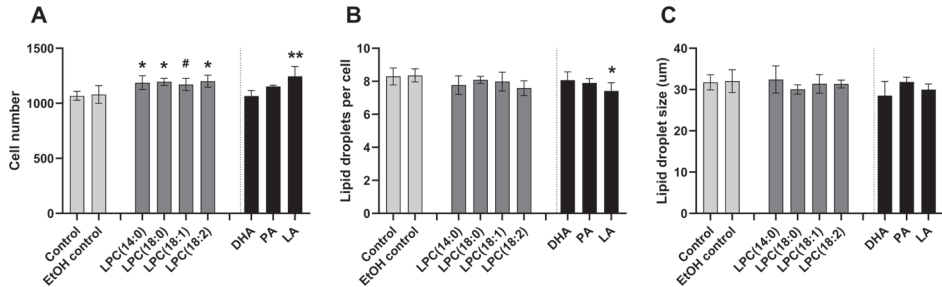 A
Cell number
1500
1000
500
0
* * # * **
Control
EtOH control
LPC(14:0)
LPC(18:0)
LPC(18:1)
LPC(18:2)
DHA
PA
LA
B
Lipid droplets per cell
10
8
6
4
2
0
*
Control
EtOH control
LPC(14:0)
LPC(18:0)
LPC(18:1)
LPC(18:2)
DHA
PA
LA
C
Lipid droplet size (um)
40
30
20
10
0
Control
EtOH control
LPC(14:0)
LPC(18:0)
LPC(18:1)
LPC(18:2)
DHA
PA
LA